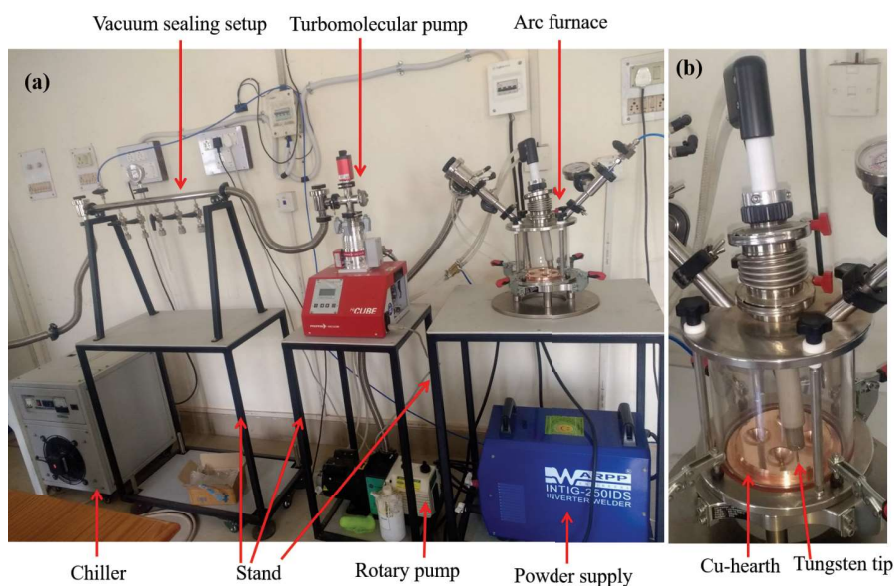 Vacuum sealing setup
Turbomolecular pump
Arc furnace
(a)
(b)
CUBE
WARPP
INTIG-250IDS
INVERTER WELDER
Chiller
Stand
Rotary pump
Powder supply
Cu-hearth
Tungsten tip